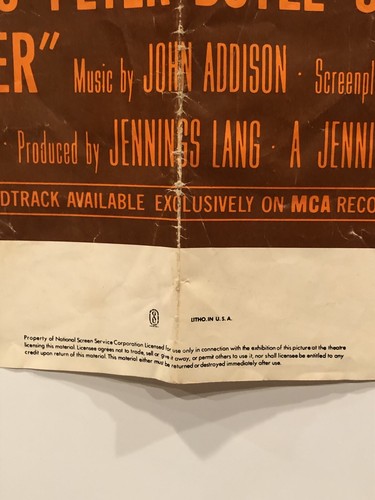 PETER BOYLE
ER" Music by JOHN ADDISON · Screenpl
· Produced by JENNINGS LANG · A JENNI
DTRACK AVAILABLE EXCLUSIVELY ON MCA RECO
LITHO. IN U.S.A.
Property of National Screen Service Corporation Licensed for use only in connection with the exhibition of this picture at the theatre
licensing this material. Licensee agrees not to trade, sell or give it away, or permit others to use it, nor shall licensee be entitled to any
credit upon return of this material. This material either must be returned or destroyed immediately after use.